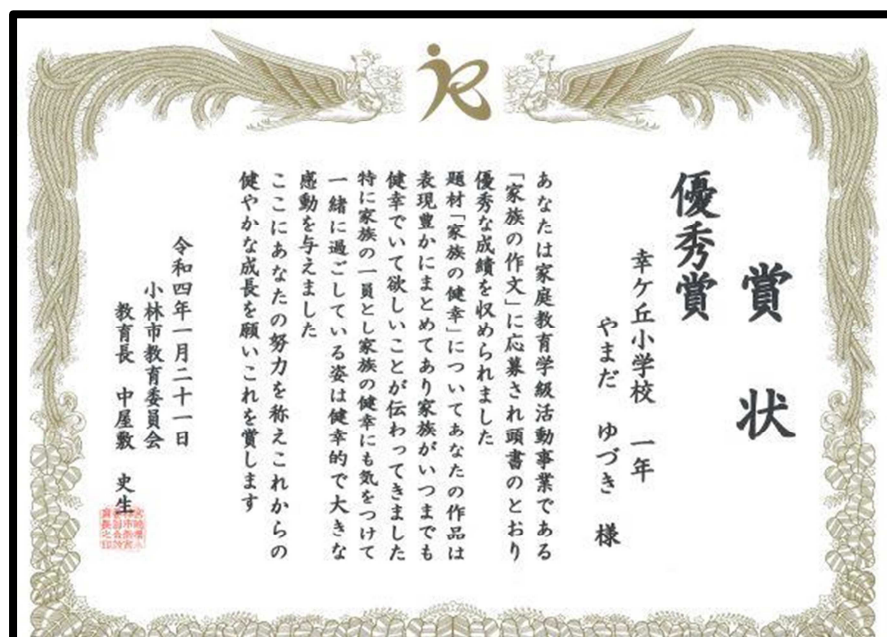 賞状
優秀賞
幸ケ丘小学校 一年
やまだ ゆづき 様
あなたは家庭教育学級活動事業である
「家族の作文」に応募され頭書のとおり
優秀な成績を収められました
題材「家族の健幸」についてあなたの作品は
表現豊かにまとめてあり家族がいつまでも
健幸でいて欲しいことが伝わってきました
特に家族の一員とし家族の健幸にも気をつけて
一緒に過ごしている姿は健幸的で大きな
感動を与えました
ここにあなたの努力を称えこれからの
健やかな成長を願いこれを賞します
令和四年一月二十一日
小林市教育委員会
教育長 中屋敷 史生